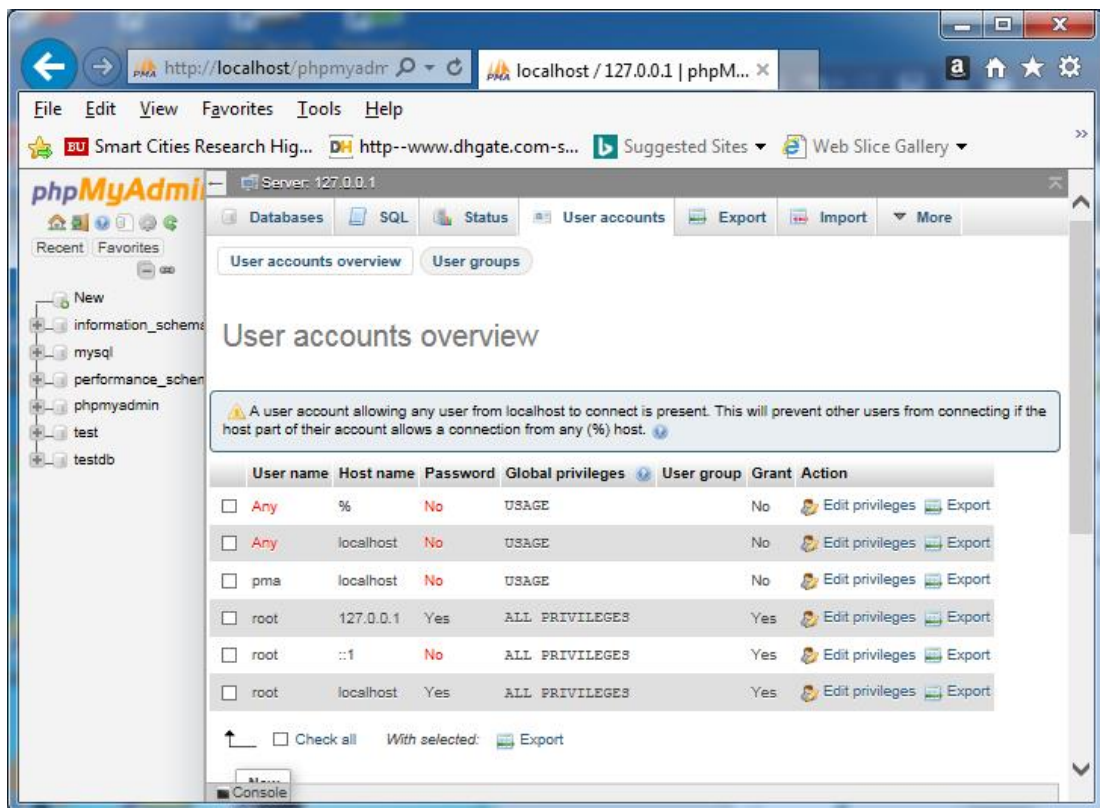 http://localhost/phpmyadr
localhost / 127.0.0.1 | phpM...
File Edit View Favorites Tools Help
BU Smart Cities Research Hig... DH http--www.dhgate.com-s... Suggested Sites Web Slice Gallery
phpMyAdmi
Server: 127.0.0.1
Databases SQL Status User accounts Export Import More
Recent Favorites
User accounts overview User groups
New
information_schema
mysql
performance_schem
phpmyadmin
test
testdb
User accounts overview
A user account allowing any user from localhost to connect is present. This will prevent other users from connecting if the
host part of their account allows a connection from any (%) host.
User name Host name Password Global privileges User group Grant Action
Any % No USAGE No Edit privileges Export
Any localhost No USAGE No Edit privileges Export
pma localhost No USAGE No Edit privileges Export
root 127.0.0.1 Yes ALL PRIVILEGES Yes Edit privileges Export
root ::1 No ALL PRIVILEGES Yes Edit privileges Export
root localhost Yes ALL PRIVILEGES Yes Edit privileges Export
Check all With selected: Export
New
Console